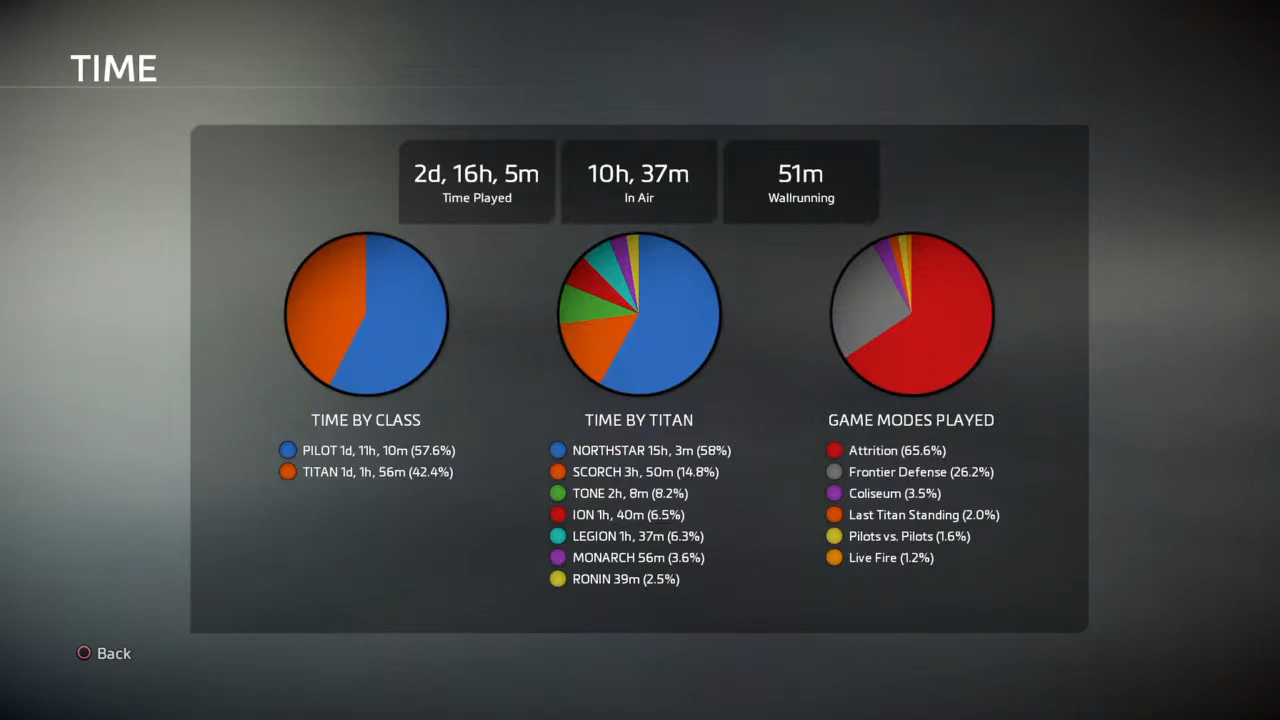 TIME
2d, 16h, 5m
Time Played
10h, 37m
In Air
51m
Wallrunning
TIME BY CLASS
PILOT 1d, 11h, 10m (57.6%)
TITAN 1d, 1h, 56m (42.4%)
TIME BY TITAN
NORTHSTAR 15h, 3m (58%)
SCORCH 3h, 50m (14.8%)
TONE 2h, 8m (8.2%)
ION 1h, 40m (6.5%)
LEGION 1h, 37m (6.3%)
MONARCH 56m (3.6%)
RONIN 39m (2.5%)
GAME MODES PLAYED
Attrition (65.6%)
Frontier Defense (26.2%)
Coliseum (3.5%)
Last Titan Standing (2.0%)
Pilots vs. Pilots (1.6%)
Live Fire (1.2%)
Back